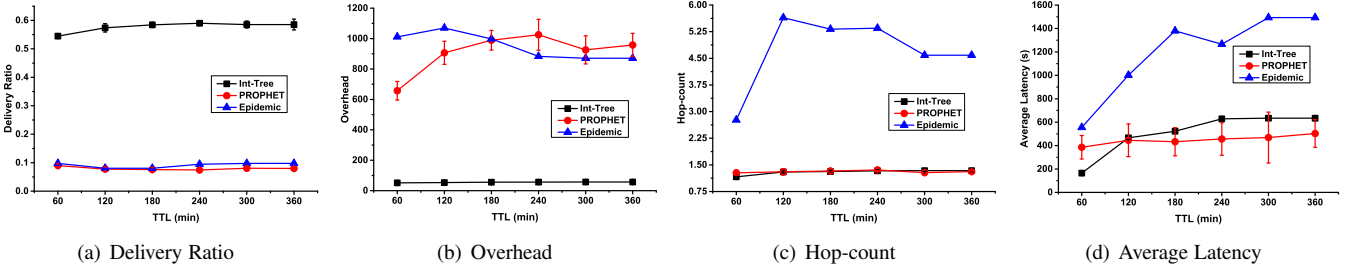 Delivery Ratio
0.6
0.5
0.4
0.3
0.2
0.1
0.0
Int-Tree
PROPHET
Epidemic
60 120 180 240 300 360
TTL (min)
(a) Delivery Ratio
Overhead
1200
1000
800
600
400
200
0
Int-Tree
PROPHET
Epidemic
60 120 180 240 300 360
TTL (min)
(b) Overhead
Hop-count
6.00
5.25
4.50
3.75
3.00
2.25
1.50
0.75
Int-Tree
PROPHET
Epidemic
60 120 180 240 300 360
TTL (min)
(c) Hop-count
Average Latency (s)
1600
1400
1200
1000
800
600
400
200
0
Int-Tree
PROPHET
Epidemic
60 120 180 240 300 360
TTL (min)
(d) Average Latency